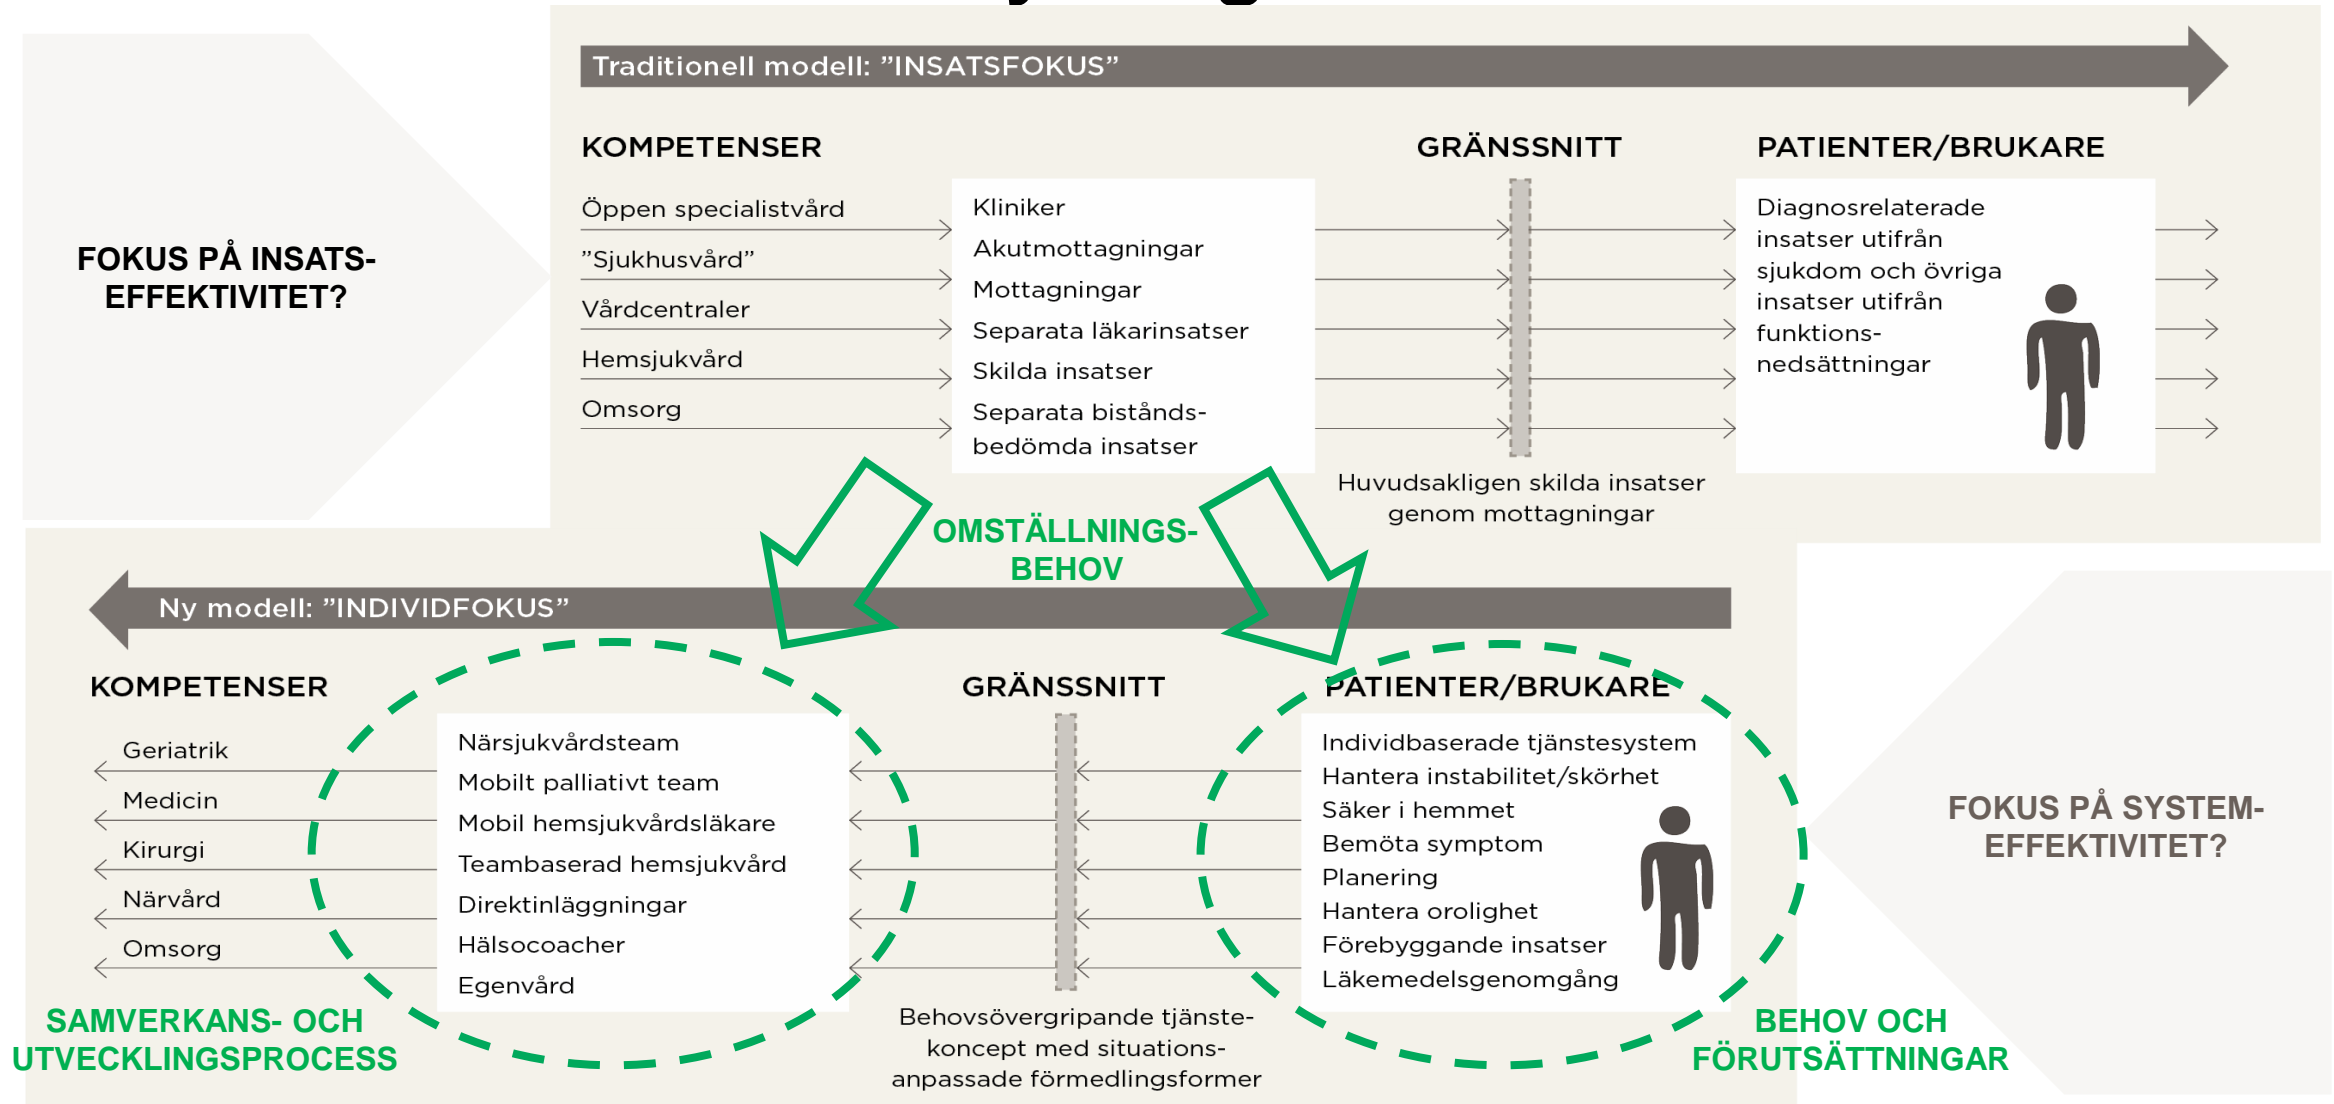 Traditionell modell: ”INSATSFOKUS”
FOKUS PÅ INSATS-
EFFEKTIVITET?
KOMPETENSER
Öppen specialistvård
”Sjukhusvård”
Vårdcentraler
Hemsjukvård
Omsorg
Kliniker
Akutmottagningar
Mottagningar
Separata läkarinsatser
Skilda insatser
Separata bistånds-
bedömda insatser
GRÄNSSNITT
Huvudsakligen skilda insatser
genom mottagningar
PATIENTER/BRUKARE
Diagnosrelaterade
insatser utifrån
sjukdom och övriga
insatser utifrån
funktions-
nedsättningar
OMSTÄLLNINGS-
BEHOV
Ny modell: ”INDIVIDFOKUS”
KOMPETENSER
Geriatrik
Medicin
Kirurgi
Närvård
Omsorg
SAMVERKANS- OCH
UTVECKLINGSPROCESS
Närsjukvårdsteam
Mobilt palliativt team
Mobil hemsjukvårdsläkare
Teambaserad hemsjukvård
Direktinläggningar
Hälsocoacher
Egenvård
GRÄNSSNITT
Behovsövergripande tjänste-
koncept med situations-
anpassade förmedlingsformer
PATIENTER/BRUKARE
Individbaserade tjänstesystem
Hantera instabilitet/skörhet
Säker i hemmet
Bemöta symptom
Planering
Hantera orolighet
Förebyggande insatser
Läkemedelsgenomgång
BEHOV OCH
FÖRUTSÄTTNINGAR
FOKUS PÅ SYSTEM-
EFFEKTIVITET?